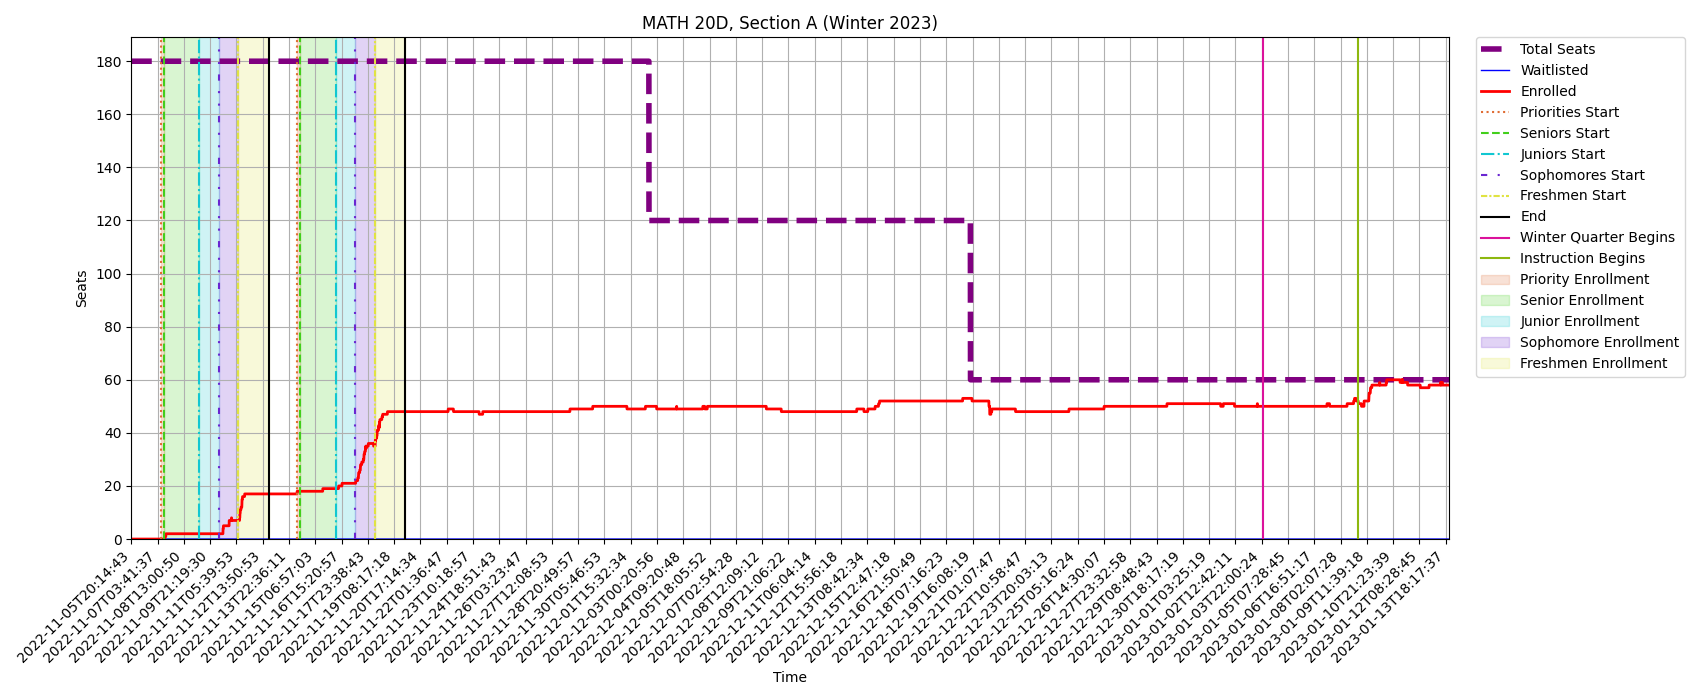 MATH 20D, Section A (Winter 2023)
Seats
180
160
140
120
100
80
60
40
20
0
2022-11-05T20:14:43
2022-11-07T03:41:37
2022-11-08T13:00:50
2022-11-09T21:19:30
2022-11-11T05:39:53
2022-11-12T13:50:53
2022-11-13T22:36:11
2022-11-15T06:57:03
2022-11-16T15:20:57
2022-11-17T23:38:43
2022-11-19T08:17:18
2022-11-20T17:14:34
2022-11-22T01:36:47
2022-11-23T10:18:57
2022-11-24T18:51:43
2022-11-26T03:23:47
2022-11-27T12:08:53
2022-11-28T20:49:57
2022-11-30T05:46:53
2022-12-01T15:32:34
2022-12-03T00:20:56
2022-12-04T09:20:48
2022-12-05T18:05:52
2022-12-07T02:54:28
2022-12-08T12:09:12
2022-12-09T21:06:22
2022-12-11T06:04:14
2022-12-12T15:56:18
2022-12-13T08:42:34
2022-12-15T12:47:18
2022-12-16T21:50:49
2022-12-18T07:16:23
2022-12-19T16:08:19
2022-12-21T01:07:47
2022-12-22T10:58:47
2022-12-23T20:03:13
2022-12-25T05:16:24
2022-12-26T14:30:07
2022-12-27T23:32:58
2022-12-29T08:48:43
2022-12-30T18:17:19
2023-01-01T03:25:19
2023-01-02T12:42:11
2023-01-03T22:00:24
2023-01-05T07:28:45
2023-01-06T16:51:17
2023-01-08T02:07:28
2023-01-09T11:39:18
2023-01-10T21:23:39
2023-01-12T08:28:45
2023-01-13T18:17:37
Time
Total Seats
Waitlisted
Enrolled
Priorities Start
Seniors Start
Juniors Start
Sophomores Start
Freshmen Start
End
Winter Quarter Begins
Instruction Begins
Priority Enrollment
Senior Enrollment
Junior Enrollment
Sophomore Enrollment
Freshmen Enrollment